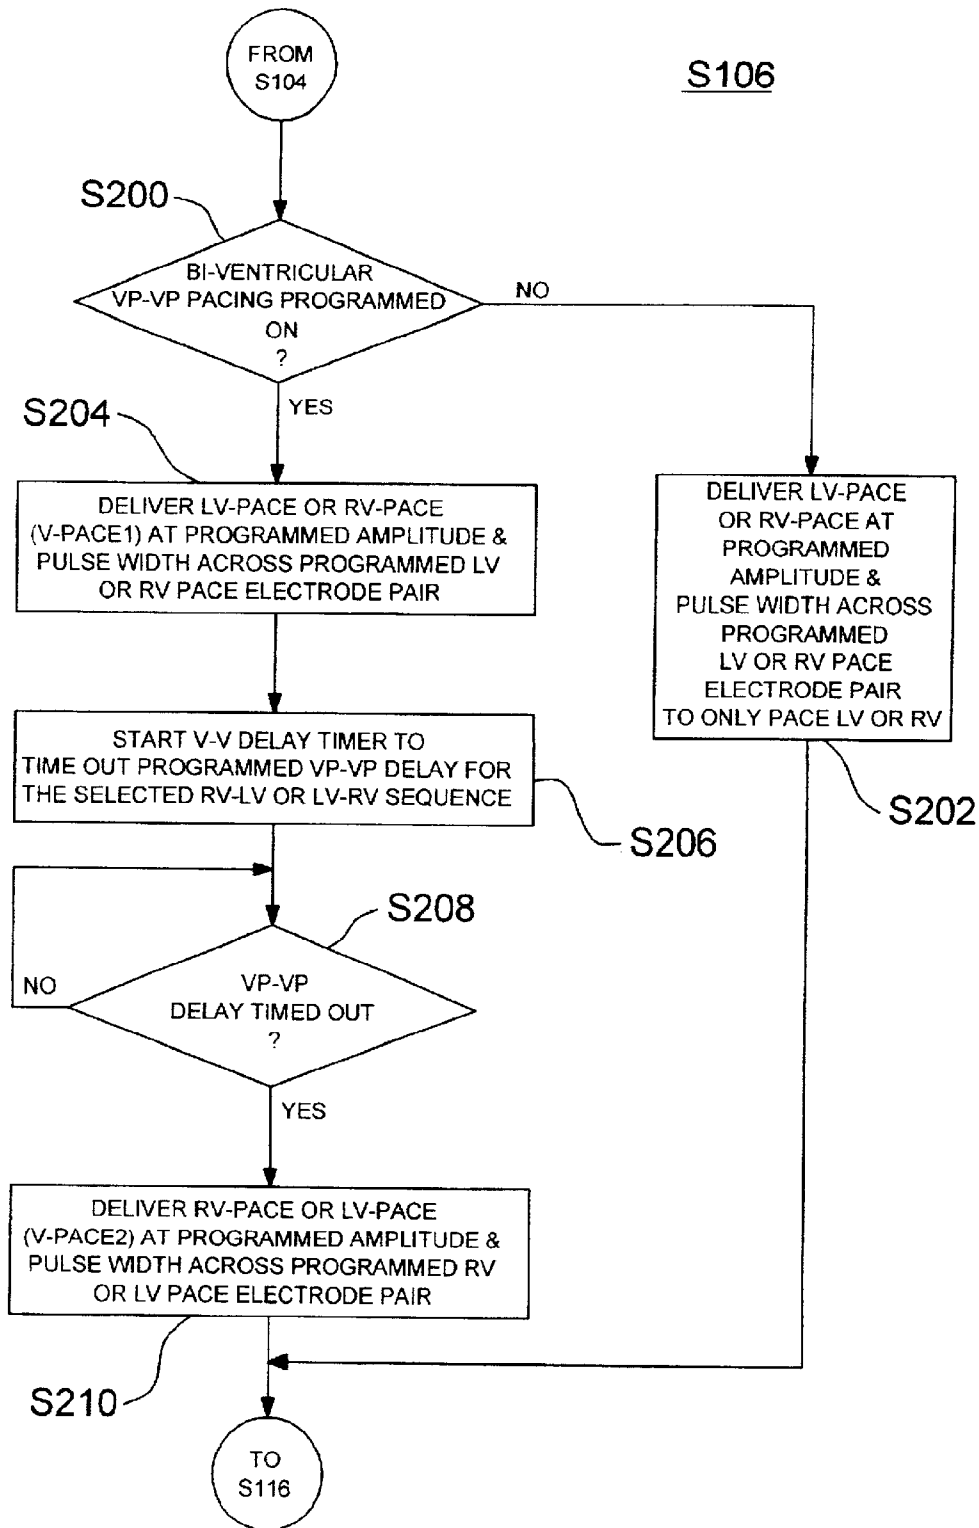 FROM
S104
S106
S200
BI-VENTRICULAR
VP-VP PACING PROGRAMMED
ON
?
NO
YES
S204
DELIVER LV-PACE OR RV-PACE
(V-PACE1) AT PROGRAMMED AMPLITUDE &
PULSE WIDTH ACROSS PROGRAMMED LV
OR RV PACE ELECTRODE PAIR
DELIVER LV-PACE
OR RV-PACE AT
PROGRAMMED
AMPLITUDE &
PULSE WIDTH ACROSS
PROGRAMMED
LV OR RV PACE
ELECTRODE PAIR
TO ONLY PACE LV OR RV
S202
START V-V DELAY TIMER TO
TIME OUT PROGRAMMED VP-VP DELAY FOR
THE SELECTED RV-LV OR LV-RV SEQUENCE
S206
S208
VP-VP
DELAY TIMED OUT
?
NO
YES
DELIVER RV-PACE OR LV-PACE
(V-PACE2) AT PROGRAMMED AMPLITUDE &
PULSE WIDTH ACROSS PROGRAMMED RV
OR LV PACE ELECTRODE PAIR
S210
TO
S116